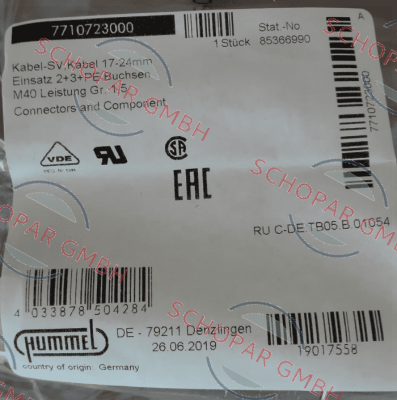 7710723000
A
Stat.-No.
1 Stück 85366990
Kabel-SV.Kabel 17-24mm
Einsatz 2+3+PE Buchsen
M40 Leistung Gr. 1,5
Connectors and Component
7710723000
VDE
RU
SA
EAC
RU C-DE.TB05.B.01054
4 033878 504284
HUMMEL
DE - 79211 Denzlingen
26.06.2019
country of origin: Germany
19017558
SCHOPAR GMBH
SCHOPAR GMBH
SCHOPAR GMBH
SCHOPAR GMBH